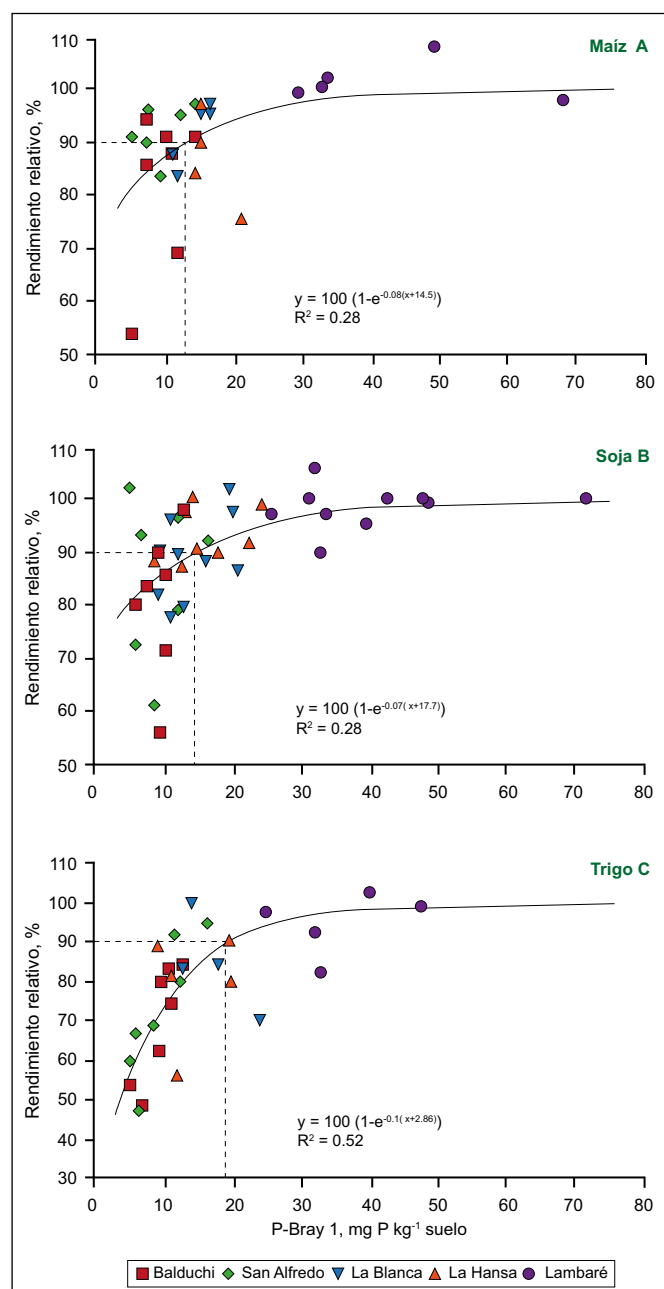 Maíz A
110
100
90
80
70
60
50
Rendimiento relativo, %
y = 100 (1-e^-0.08(x+14.5))
R² = 0.28
0 10 20 30 40 50 60 70 80
Soja B
110
100
90
80
70
60
50
Rendimiento relativo, %
y = 100 (1-e^-0.07( x+17.7))
R² = 0.28
0 10 20 30 40 50 60 70 80
Trigo C
110
100
90
80
70
60
50
40
30
Rendimiento relativo, %
y = 100 (1-e^-0.1( x+2.86))
R² = 0.52
0 10 20 30 40 50 60 70 80
P-Bray 1, mg P kg⁻¹ suelo
Balduchi San Alfredo La Blanca La Hansa Lambaré